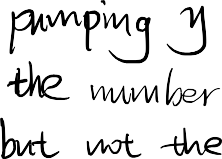 pumping y
the number
but not the